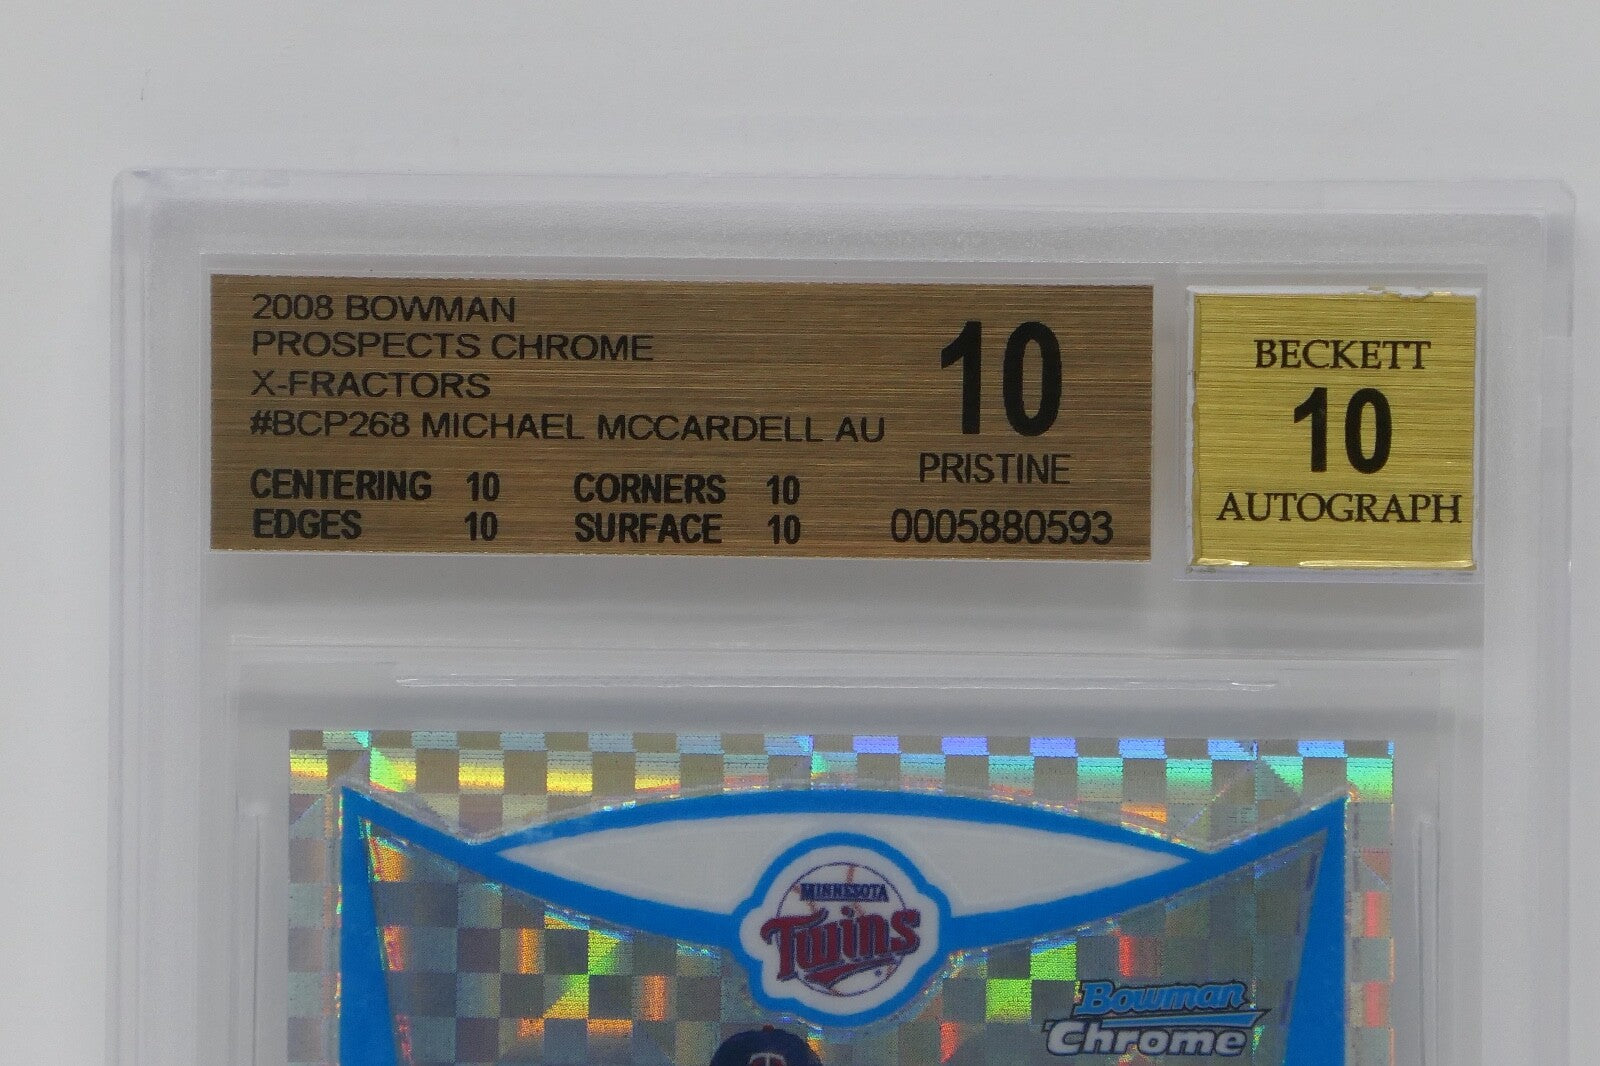 2008 BOWMAN
PROSPECTS CHROME
X-FRACTORS
#BCP268 MICHAEL MCCARDELL AU
CENTERING 10 CORNERS 10
EDGES 10 SURFACE 10
10
PRISTINE
0005880593
BECKETT
10
AUTOGRAPH
MINNESOTA
Twins
Bowman
Chrome